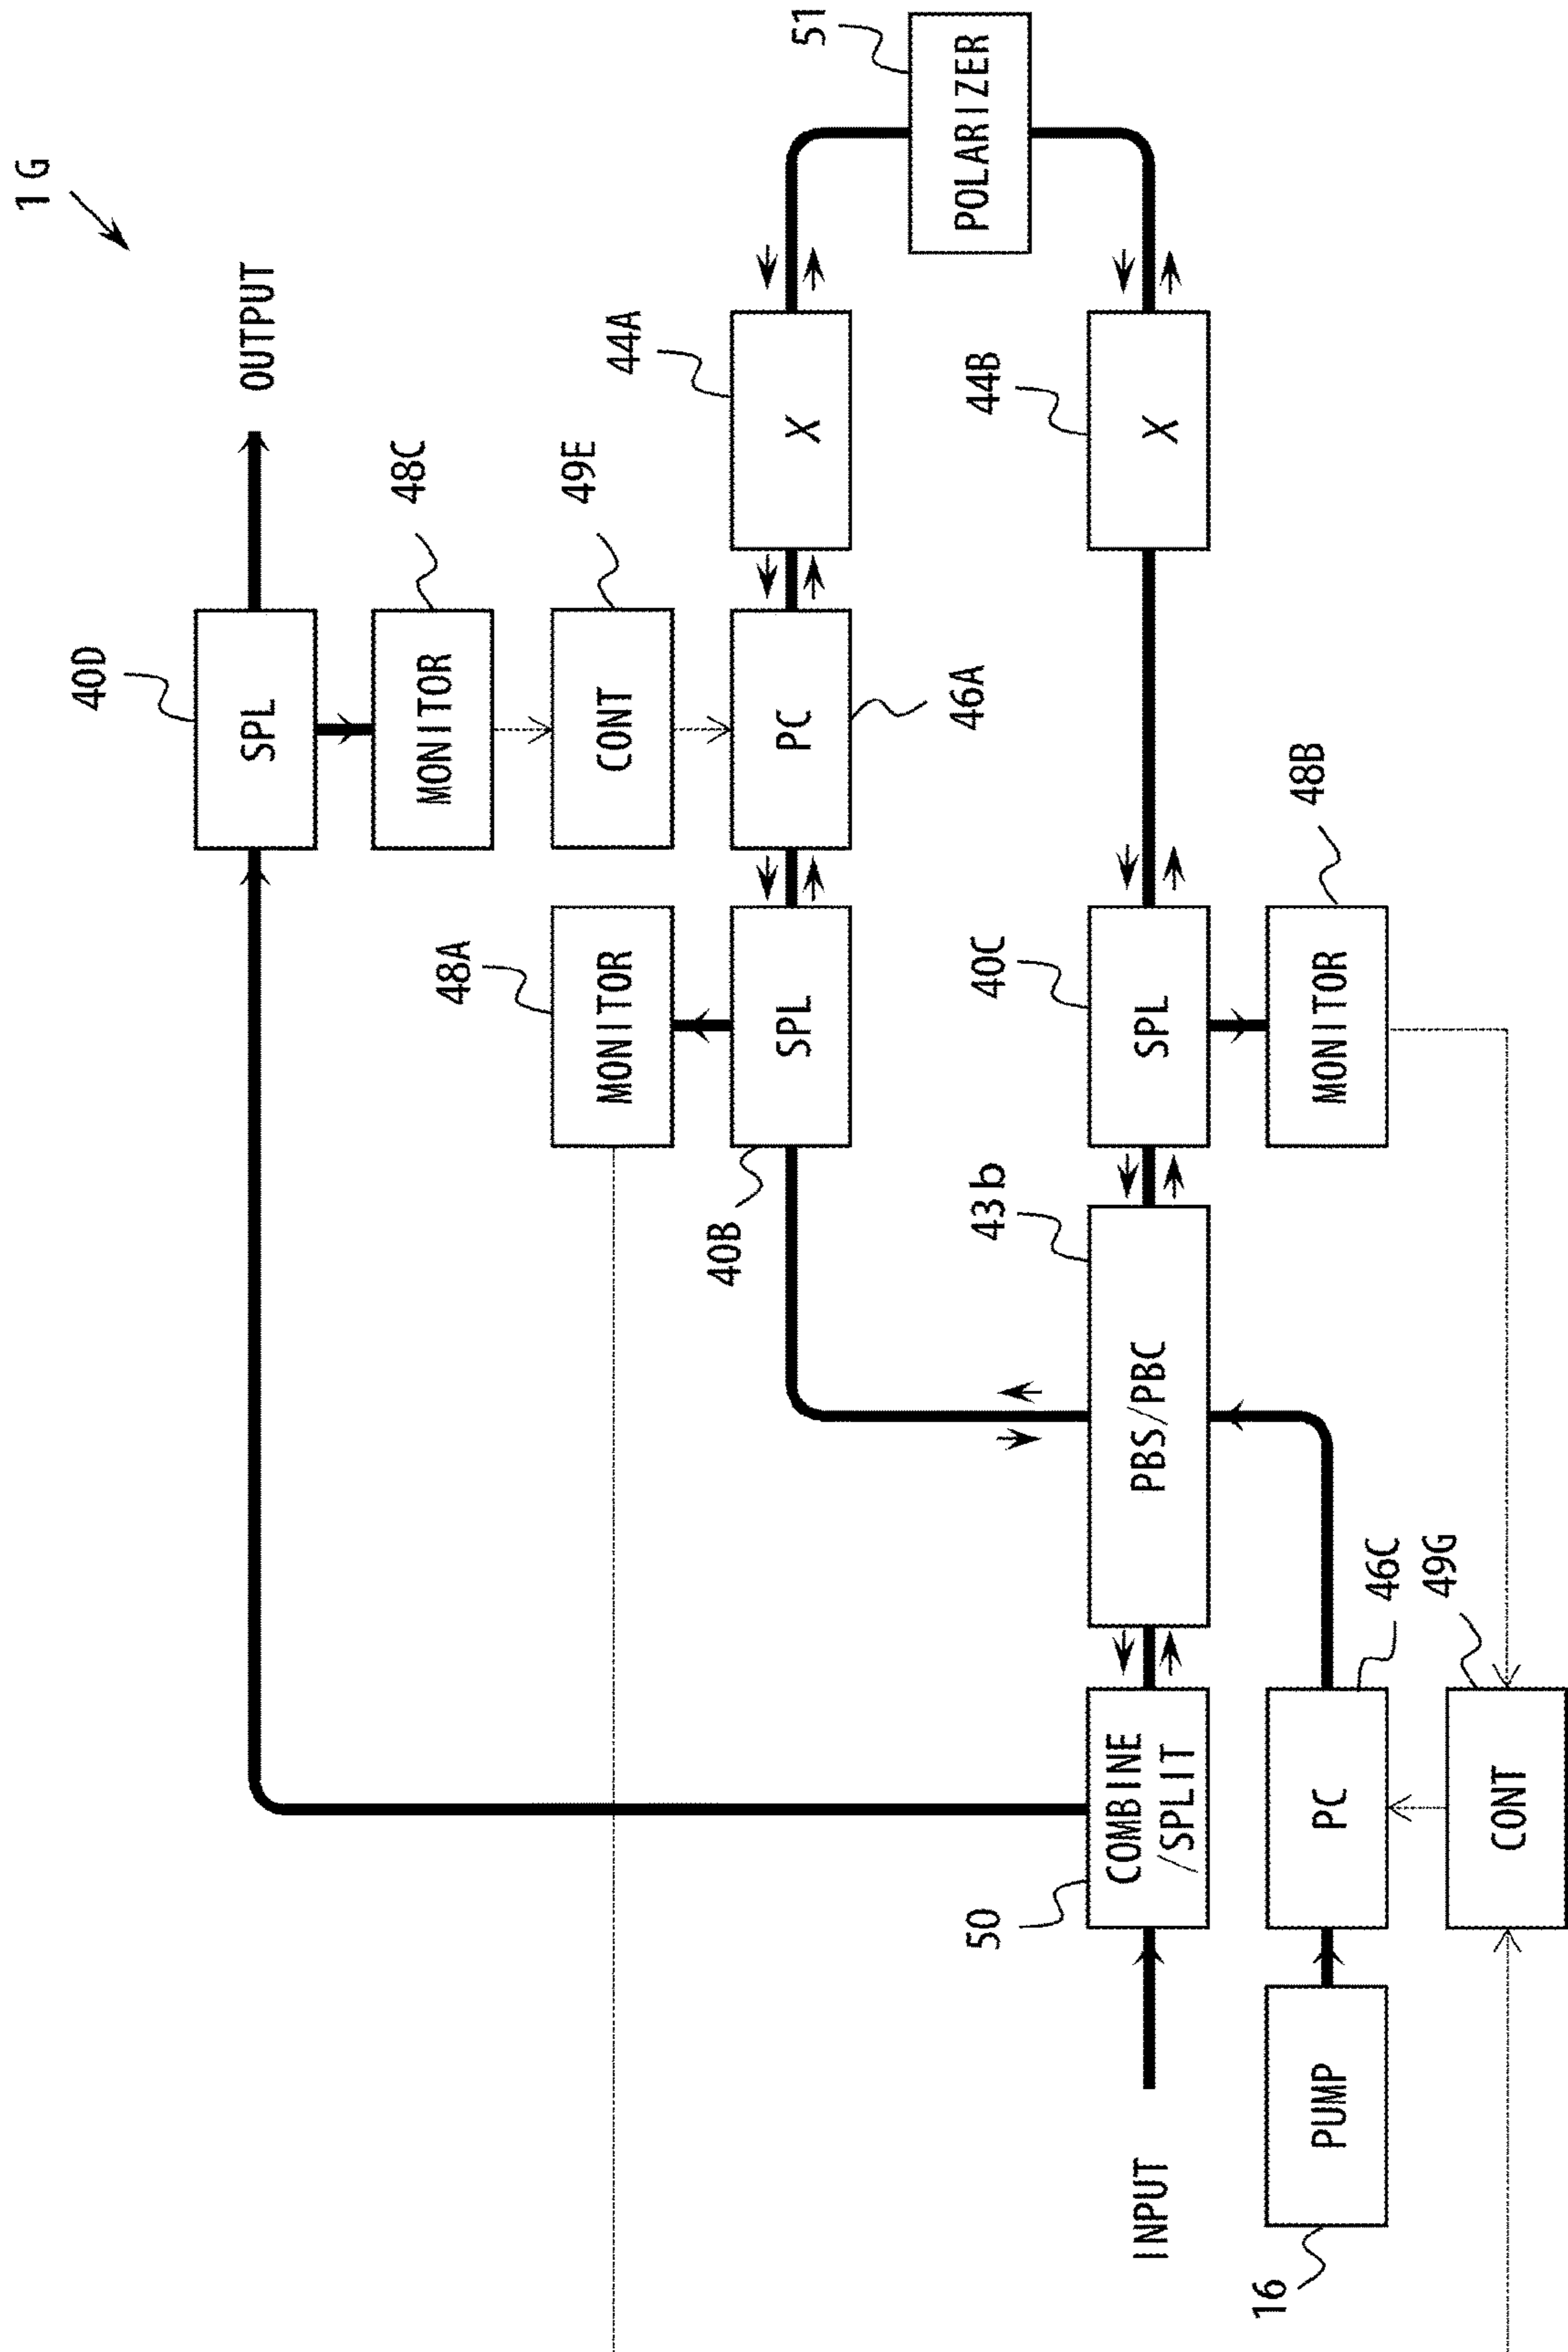 1G
OUTPUT
40D
SPL
48C
MONITOR
49E
CONT
44A
X
51
POLARIZER
48A
MONITOR
40B
SPL
PC
46A
44B
X
40C
SPL
48B
MONITOR
43b
PBS/PBC
50
COMBINE
/SPLIT
INPUT
16
PUMP
PC
46C
49G
CONT